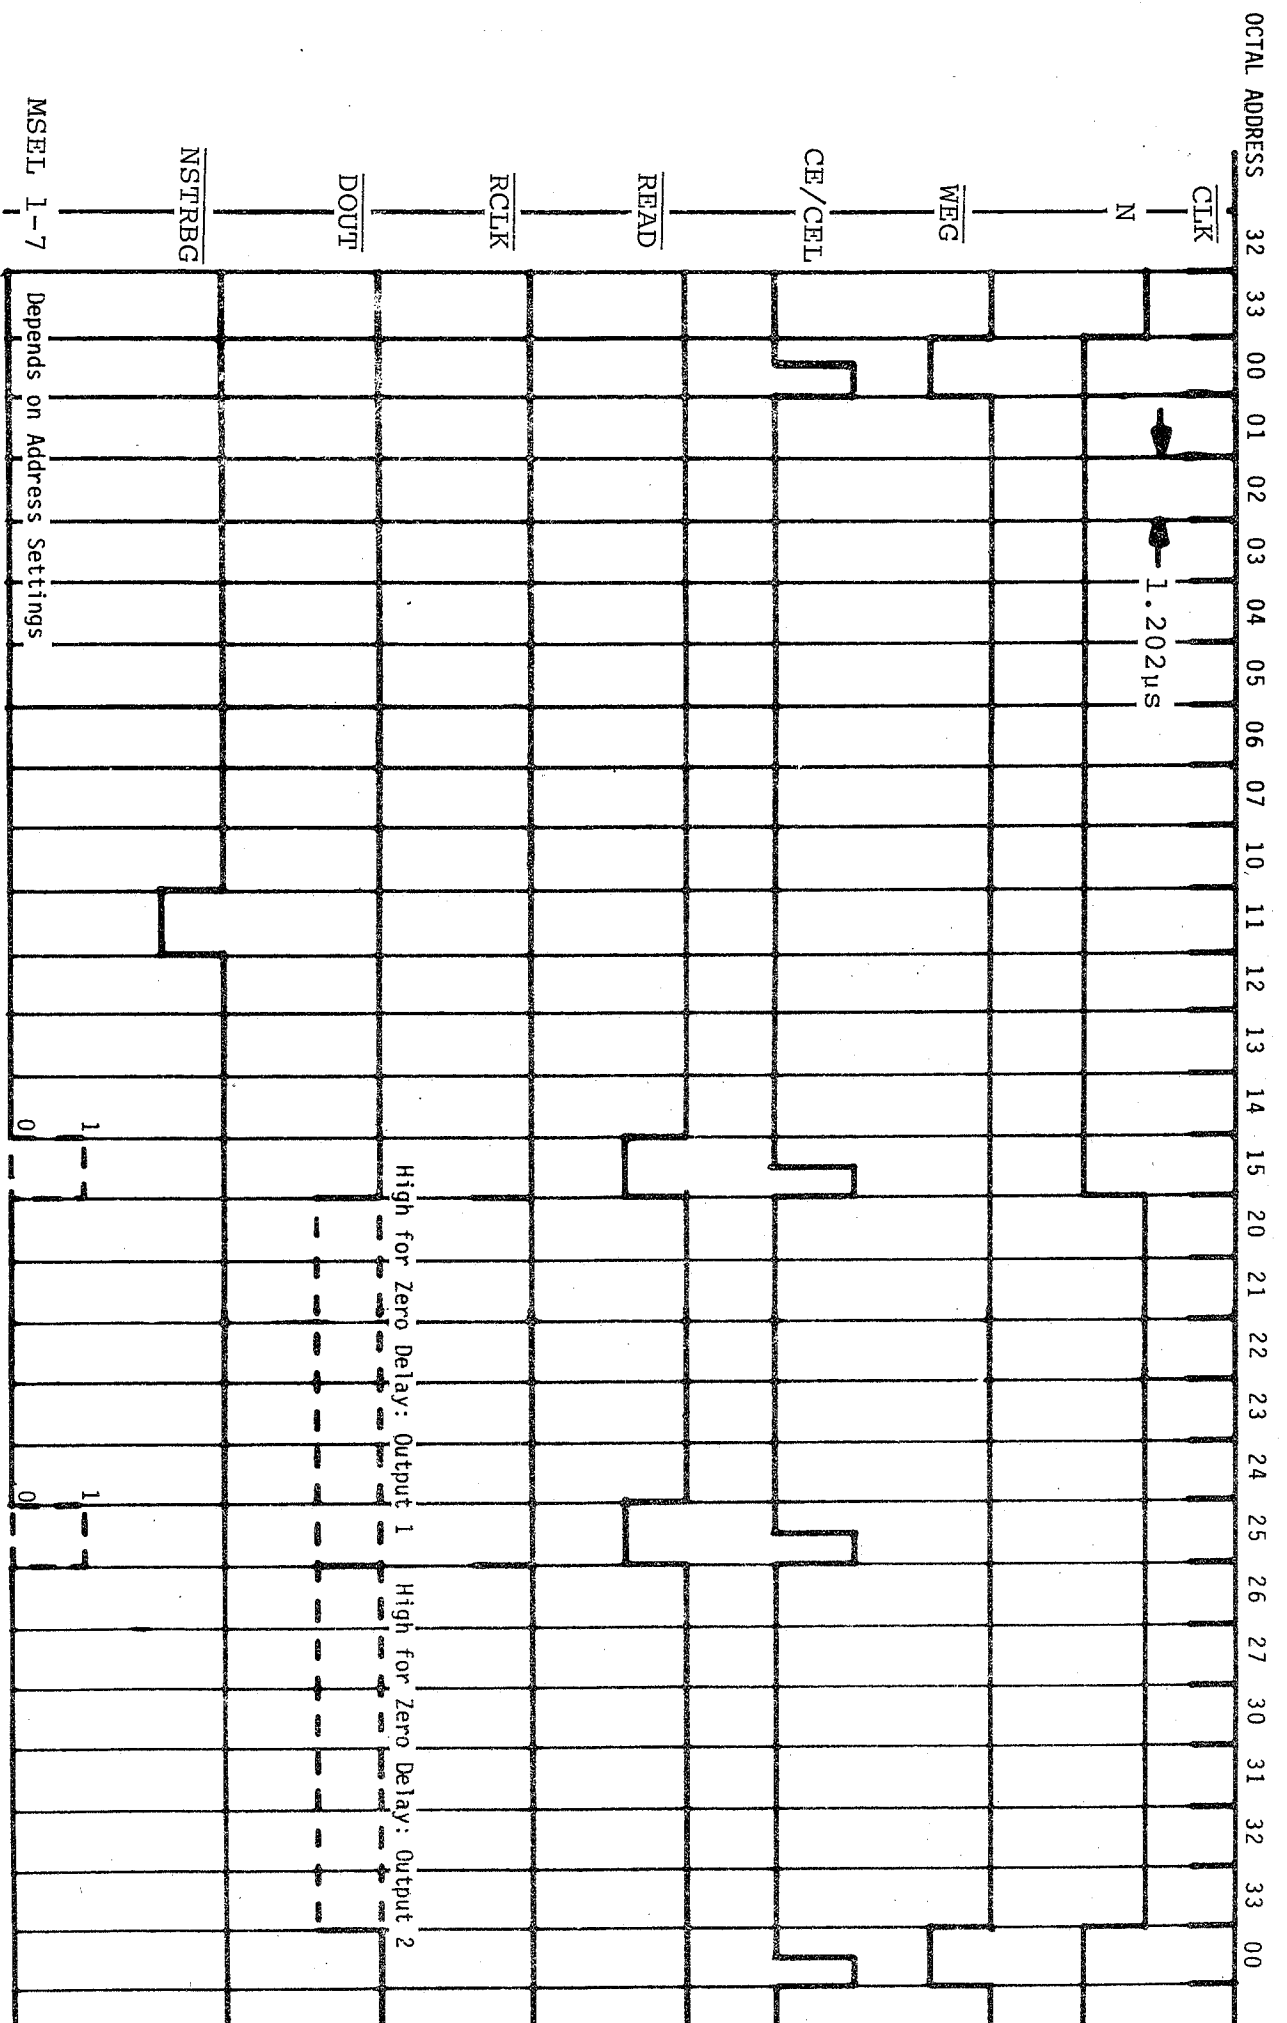 OCTAL ADDRESS 32 33 00 01 02 03 04 05 06 07 10 11 12 13 14 15 20 21 22 23 24 25 26 27 30 31 32 33 00
CLK
N
1.202µs
WEG
CE/CEL
READ
RCLK
High for Zero Delay: Output 1 High for Zero Delay: Output 2
DOUT
NSTRBG
1 1
0 0
MSEL 1-7 Depends on Address Settings